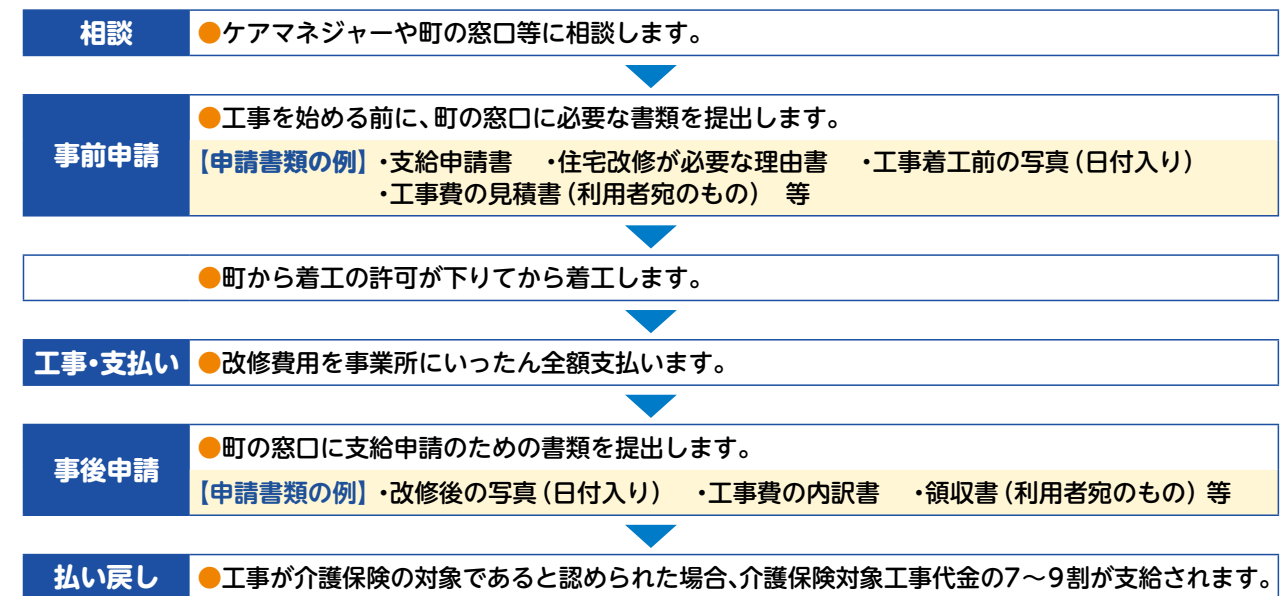 相談
●ケアマネジャーや町の窓口等に相談します。
事前申請
●工事を始める前に、町の窓口に必要な書類を提出します。
【申請書類の例】・支給申請書 ・住宅改修が必要な理由書 ・工事着工前の写真(日付入り)
・工事費の見積書(利用者宛のもの) 等
●町から着工の許可が下りてから着工します。
工事・支払い
●改修費用を事業所にいったん全額支払います。
事後申請
●町の窓口に支給申請のための書類を提出します。
【申請書類の例】・改修後の写真(日付入り) ・工事費の内訳書 ・領収書(利用者宛のもの) 等
払い戻し
●工事が介護保険の対象であると認められた場合、介護保険対象工事代金の7～9割が支給されます。